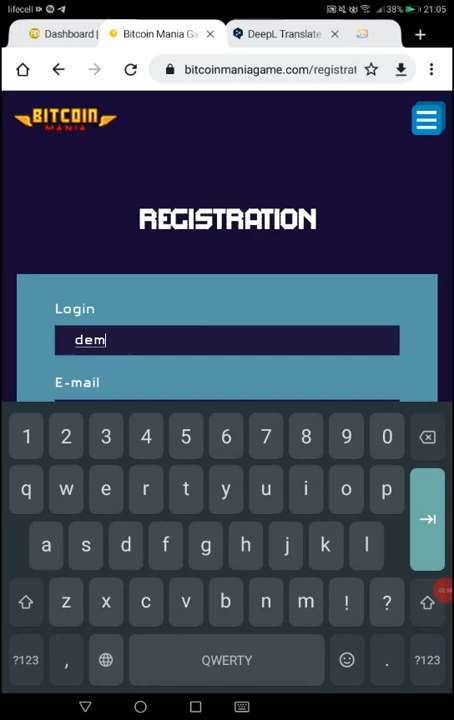 lifecell 38% 21:05
Dashboard | Bitcoin Mania Ga DeepL Translate
bitcoinmaniagame.com/registrat
BITCOIN
MANIA
REGISTRATION
Login
dem
E-mail
1 2 3 4 5 6 7 8 9 0
q w e r t y u i o p
a s d f g h j k l
z x c v b n m ! ?
?123 , QWERTY . ?123